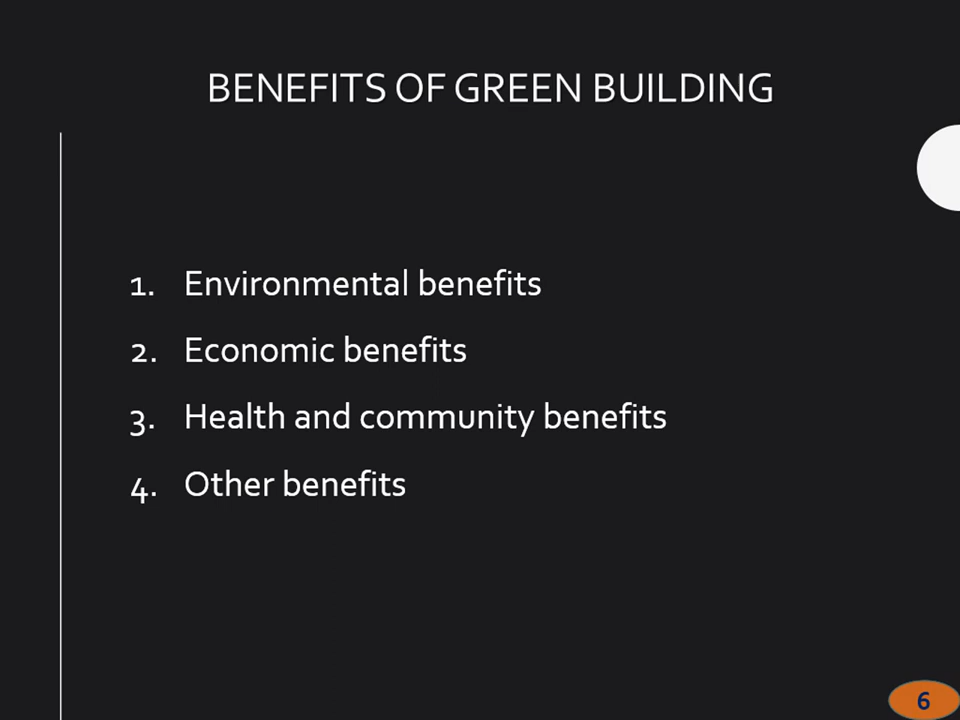 BENEFITS OF GREEN BUILDING
1. Environmental benefits
2. Economic benefits
3. Health and community benefits
4. Other benefits
6